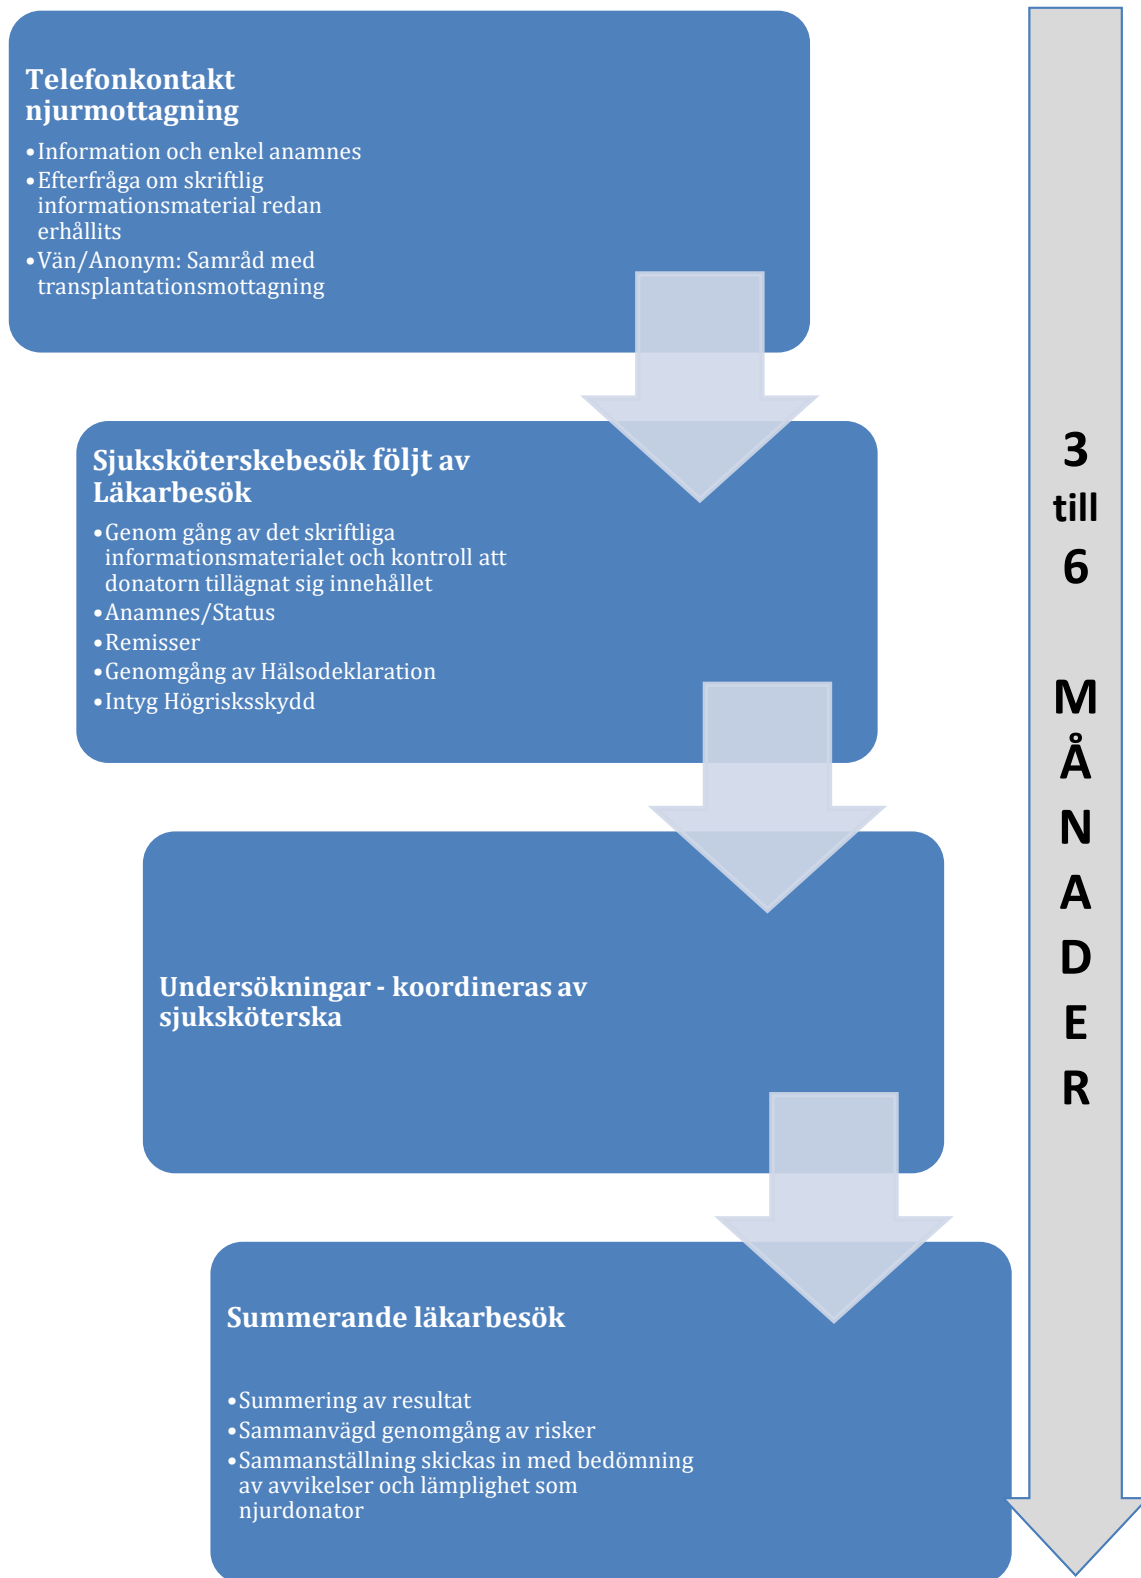 Telefonkontakt
njurmottagning
•Information och enkel anamnes
•Efterfråga om skriftlig
informationsmaterial redan
erhållits
•Vän/Anonym: Samråd med
transplantationsmottagning
Sjuksköterskebesök följt av
Läkarbesök
•Genom gång av det skriftliga
informationsmaterialet och kontroll att
donatorn tillägnat sig innehållet
•Anamnes/Status
•Remisser
•Genomgång av Hälsodeklaration
•Intyg Högrisksskydd
Undersökningar - koordineras av
sjuksköterska
Summerande läkarbesök
•Summering av resultat
•Sammanvägd genomgång av risker
•Sammanställning skickas in med bedömning
av avvikelser och lämplighet som
njurdonator
3
till
6
M
Å
N
A
D
E
R